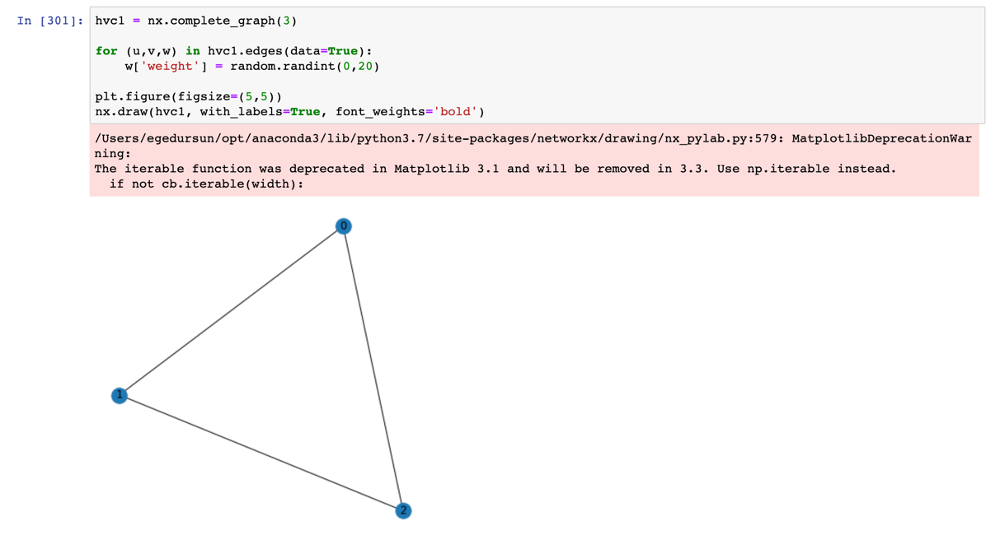 In [301]: hvc1 = nx.complete_graph(3)
for (u,v,w) in hvc1.edges(data=True):
    w['weight'] = random.randint(0,20)
plt.figure(figsize=(5,5))
nx.draw(hvc1, with_labels=True, font_weights='bold')
/Users/egedursun/opt/anaconda3/lib/python3.7/site-packages/networkx/drawing/nx_pylab.py:579: MatplotlibDeprecationWar
ning:
The iterable function was deprecated in Matplotlib 3.1 and will be removed in 3.3. Use np.iterable instead.
  if not cb.iterable(width):
0
1
2